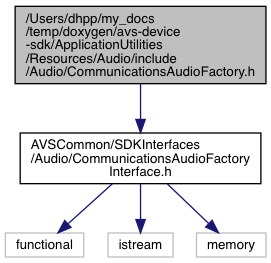 /Users/dhpp/my_docs
/temp/doxygen/avs-device
-sdk/ApplicationUtilities
/Resources/Audio/include
/Audio/CommunicationsAudioFactory.h
AVSCommon/SDKInterfaces
/Audio/CommunicationsAudioFactory
Interface.h
functional
istream
memory